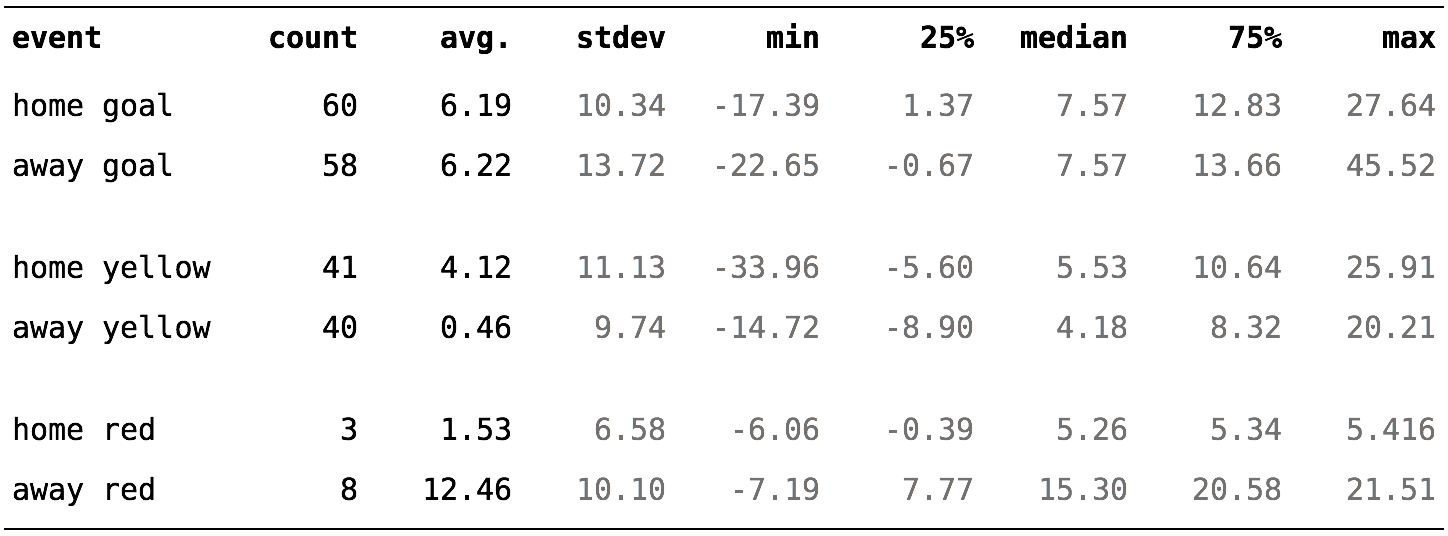 event count avg. stdev min 25% median 75% max
home goal 60 6.19 10.34 -17.39 1.37 7.57 12.83 27.64
away goal 58 6.22 13.72 -22.65 -0.67 7.57 13.66 45.52
home yellow 41 4.12 11.13 -33.96 -5.60 5.53 10.64 25.91
away yellow 40 0.46 9.74 -14.72 -8.90 4.18 8.32 20.21
home red 3 1.53 6.58 -6.06 -0.39 5.26 5.34 5.416
away red 8 12.46 10.10 -7.19 7.77 15.30 20.58 21.51